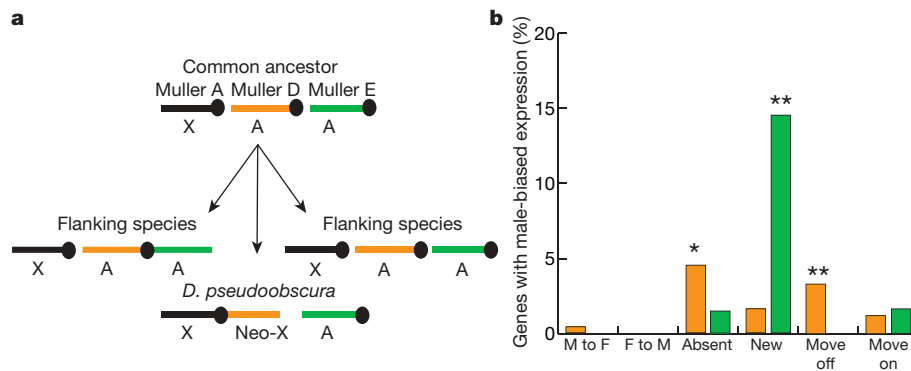 a
Common ancestor
Muller A Muller D Muller E
X A A
Flanking species
X A A
Flanking species
X A A
D. pseudoobscura
X Neo-X A
b
Genes with male-biased expression (%)
20
15
10
5
0
*
**
**
M to F F to M Absent New Move off Move on